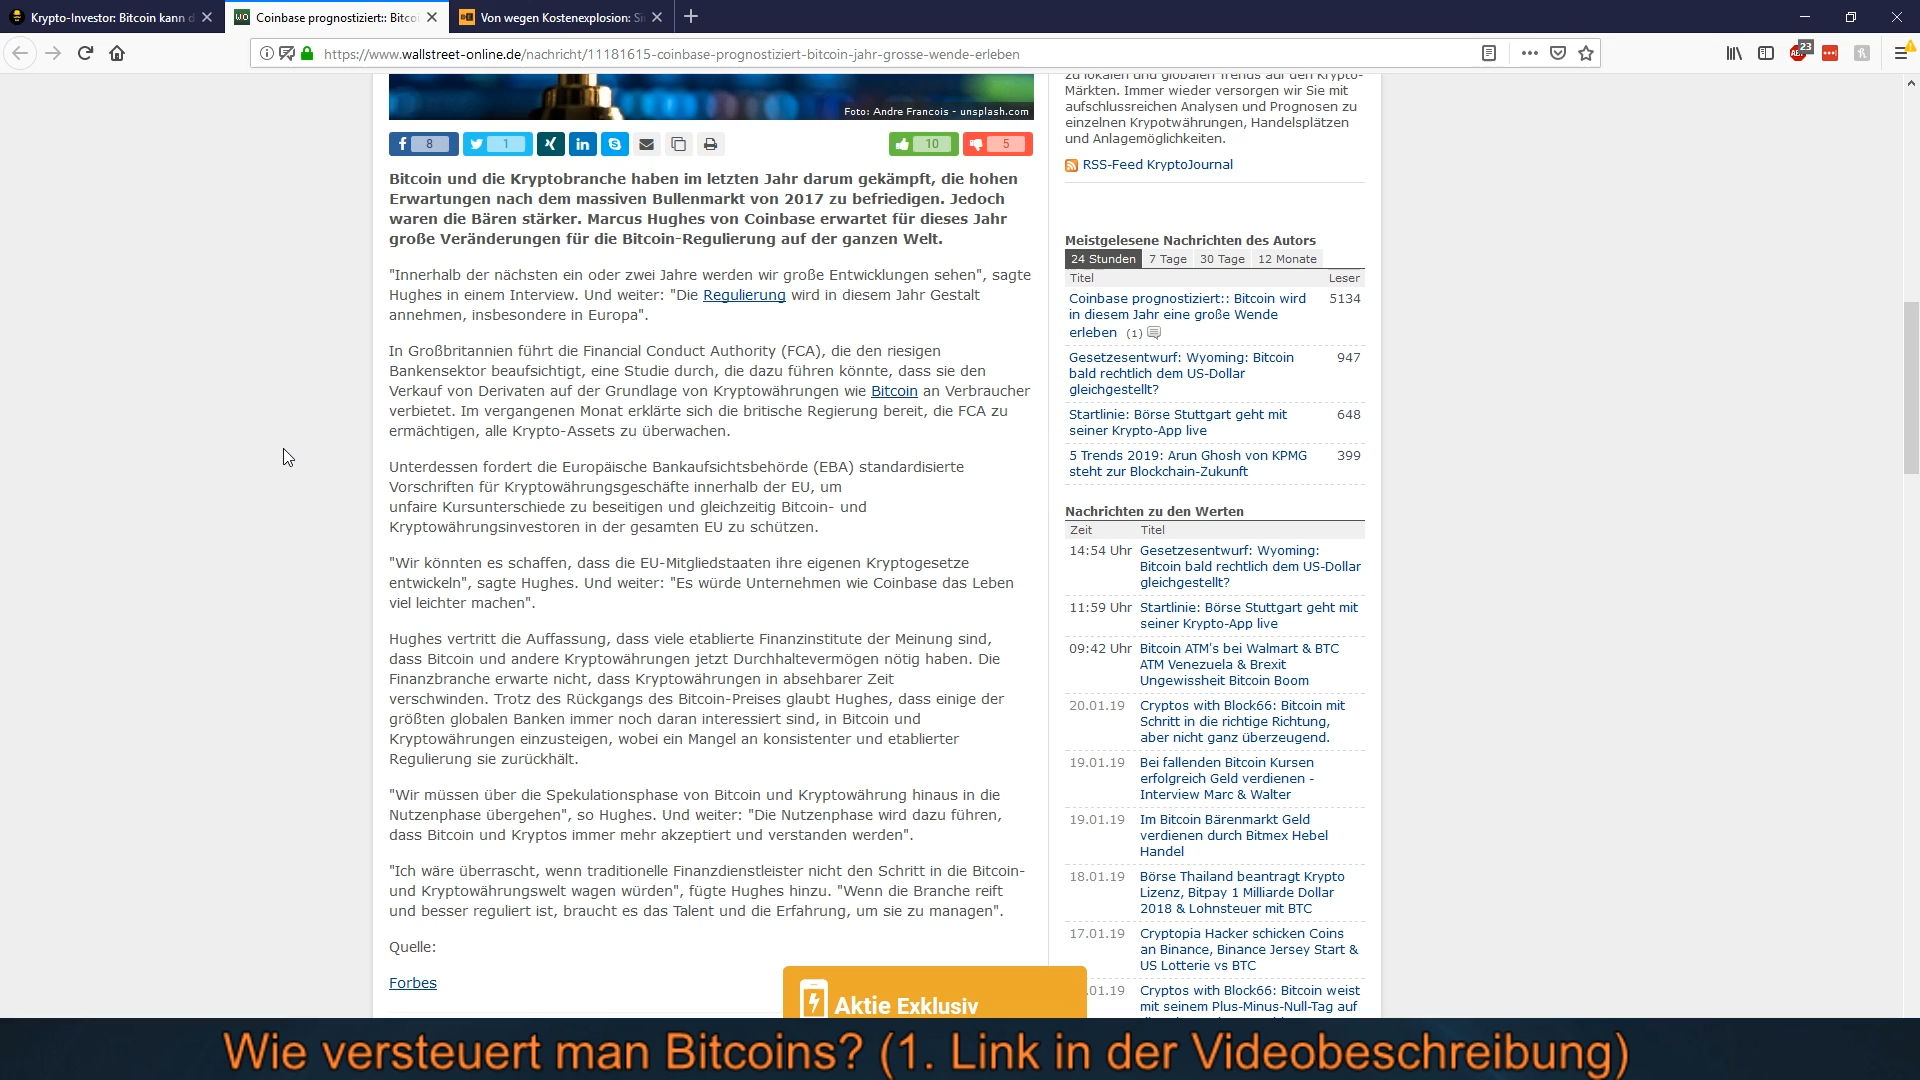 Krypto-Investor: Bitcoin kann d
Coinbase prognostiziert:: Bitcoi
Von wegen Kostenexplosion: Si
https://www.wallstreet-online.de/nachricht/11181615-coinbase-prognostiziert-bitcoin-jahr-grosse-wende-erleben
23
Foto: Andre Francois - unsplash.com
8
1
10
5
Bitcoin und die Kryptobranche haben im letzten Jahr darum gekämpft, die hohen
Erwartungen nach dem massiven Bullenmarkt von 2017 zu befriedigen. Jedoch
waren die Bären stärker. Marcus Hughes von Coinbase erwartet für dieses Jahr
große Veränderungen für die Bitcoin-Regulierung auf der ganzen Welt.
"Innerhalb der nächsten ein oder zwei Jahre werden wir große Entwicklungen sehen", sagte
Hughes in einem Interview. Und weiter: "Die Regulierung wird in diesem Jahr Gestalt
annehmen, insbesondere in Europa".
In Großbritannien führt die Financial Conduct Authority (FCA), die den riesigen
Bankensektor beaufsichtigt, eine Studie durch, die dazu führen könnte, dass sie den
Verkauf von Derivaten auf der Grundlage von Kryptowährungen wie Bitcoin an Verbraucher
verbietet. Im vergangenen Monat erklärte sich die britische Regierung bereit, die FCA zu
ermächtigen, alle Krypto-Assets zu überwachen.
Unterdessen fordert die Europäische Bankaufsichtsbehörde (EBA) standardisierte
Vorschriften für Kryptowährungsgeschäfte innerhalb der EU, um
unfaire Kursunterschiede zu beseitigen und gleichzeitig Bitcoin- und
Kryptowährungsinvestoren in der gesamten EU zu schützen.
"Wir könnten es schaffen, dass die EU-Mitgliedstaaten ihre eigenen Kryptogesetze
entwickeln", sagte Hughes. Und weiter: "Es würde Unternehmen wie Coinbase das Leben
viel leichter machen".
Hughes vertritt die Auffassung, dass viele etablierte Finanzinstitute der Meinung sind,
dass Bitcoin und andere Kryptowährungen jetzt Durchhaltevermögen nötig haben. Die
Finanzbranche erwarte nicht, dass Kryptowährungen in absehbarer Zeit
verschwinden. Trotz des Rückgangs des Bitcoin-Preises glaubt Hughes, dass einige der
größten globalen Banken immer noch daran interessiert sind, in Bitcoin und
Kryptowährungen einzusteigen, wobei ein Mangel an konsistenter und etablierter
Regulierung sie zurückhält.
"Wir müssen über die Spekulationsphase von Bitcoin und Kryptowährung hinaus in die
Nutzenphase übergehen", so Hughes. Und weiter: "Die Nutzenphase wird dazu führen,
dass Bitcoin und Kryptos immer mehr akzeptiert und verstanden werden".
"Ich wäre überrascht, wenn traditionelle Finanzdienstleister nicht den Schritt in die Bitcoin-
und Kryptowährungswelt wagen würden", fügte Hughes hinzu. "Wenn die Branche reift
und besser reguliert ist, braucht es das Talent und die Erfahrung, um sie zu managen".
Quelle:
Forbes
zu lokalen und globalen Trends auf den Krypto-
Märkten. Immer wieder versorgen wir Sie mit
aufschlussreichen Analysen und Prognosen zu
einzelnen Krypotwährungen, Handelsplätzen
und Anlagemöglichkeiten.
RSS-Feed KryptoJournal
Meistgelesene Nachrichten des Autors
24 Stunden 7 Tage 30 Tage 12 Monate
Titel Leser
Coinbase prognostiziert:: Bitcoin wird 5134
in diesem Jahr eine große Wende
erleben (1)
Gesetzesentwurf: Wyoming: Bitcoin 947
bald rechtlich dem US-Dollar
gleichgestellt?
Startlinie: Börse Stuttgart geht mit 648
seiner Krypto-App live
5 Trends 2019: Arun Ghosh von KPMG 399
steht zur Blockchain-Zukunft
Nachrichten zu den Werten
Zeit Titel
14:54 Uhr Gesetzesentwurf: Wyoming:
Bitcoin bald rechtlich dem US-Dollar
gleichgestellt?
11:59 Uhr Startlinie: Börse Stuttgart geht mit
seiner Krypto-App live
09:42 Uhr Bitcoin ATM's bei Walmart & BTC
ATM Venezuela & Brexit
Ungewissheit Bitcoin Boom
20.01.19 Cryptos with Block66: Bitcoin mit
Schritt in die richtige Richtung,
aber nicht ganz überzeugend.
19.01.19 Bei fallenden Bitcoin Kursen
erfolgreich Geld verdienen -
Interview Marc & Walter
19.01.19 Im Bitcoin Bärenmarkt Geld
verdienen durch Bitmex Hebel
Handel
18.01.19 Börse Thailand beantragt Krypto
Lizenz, Bitpay 1 Milliarde Dollar
2018 & Lohnsteuer mit BTC
17.01.19 Cryptopia Hacker schicken Coins
an Binance, Binance Jersey Start &
US Lotterie vs BTC
.01.19 Cryptos with Block66: Bitcoin weist
mit seinem Plus-Minus-Null-Tag auf
Aktie Exklusiv
Wie versteuert man Bitcoins? (1. Link in der Videobeschreibung)